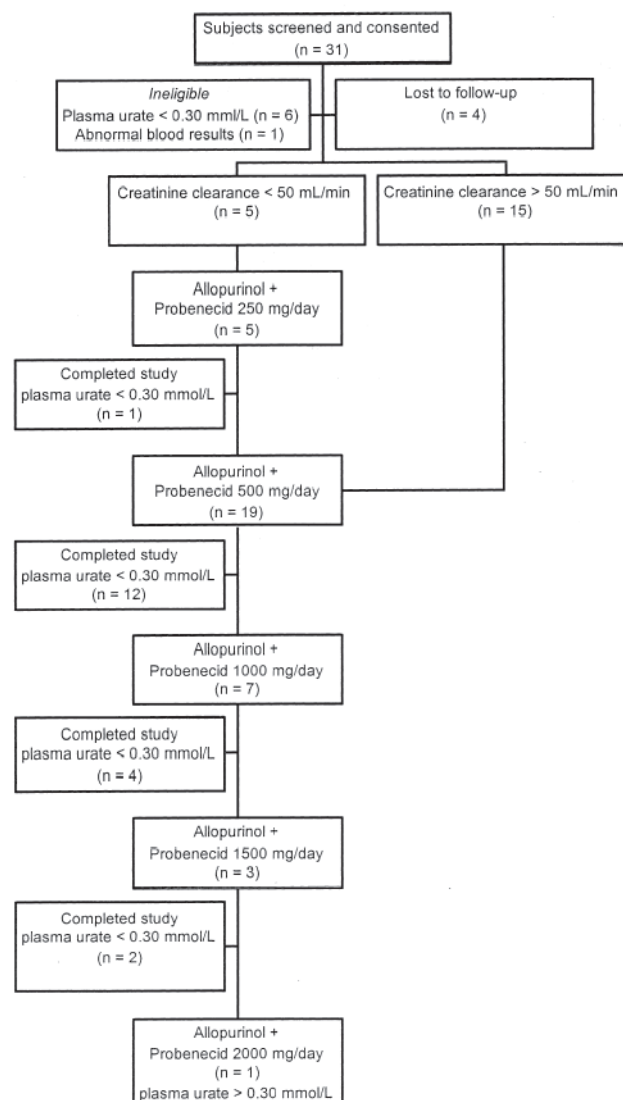 Subjects screened and consented
(n = 31)
Ineligible
Plasma urate < 0.30 mml/L (n = 6)
Abnormal blood results (n = 1)
Lost to follow-up
(n = 4)
Creatinine clearance < 50 mL/min
(n = 5)
Creatinine clearance > 50 mL/min
(n = 15)
Allopurinol +
Probenecid 250 mg/day
(n = 5)
Completed study
plasma urate < 0.30 mmol/L
(n = 1)
Allopurinol +
Probenecid 500 mg/day
(n = 19)
Completed study
plasma urate < 0.30 mmol/L
(n = 12)
Allopurinol +
Probenecid 1000 mg/day
(n = 7)
Completed study
plasma urate < 0.30 mmol/L
(n = 4)
Allopurinol +
Probenecid 1500 mg/day
(n = 3)
Completed study
plasma urate < 0.30 mmol/L
(n = 2)
Allopurinol +
Probenecid 2000 mg/day
(n = 1)
plasma urate > 0.30 mmol/L